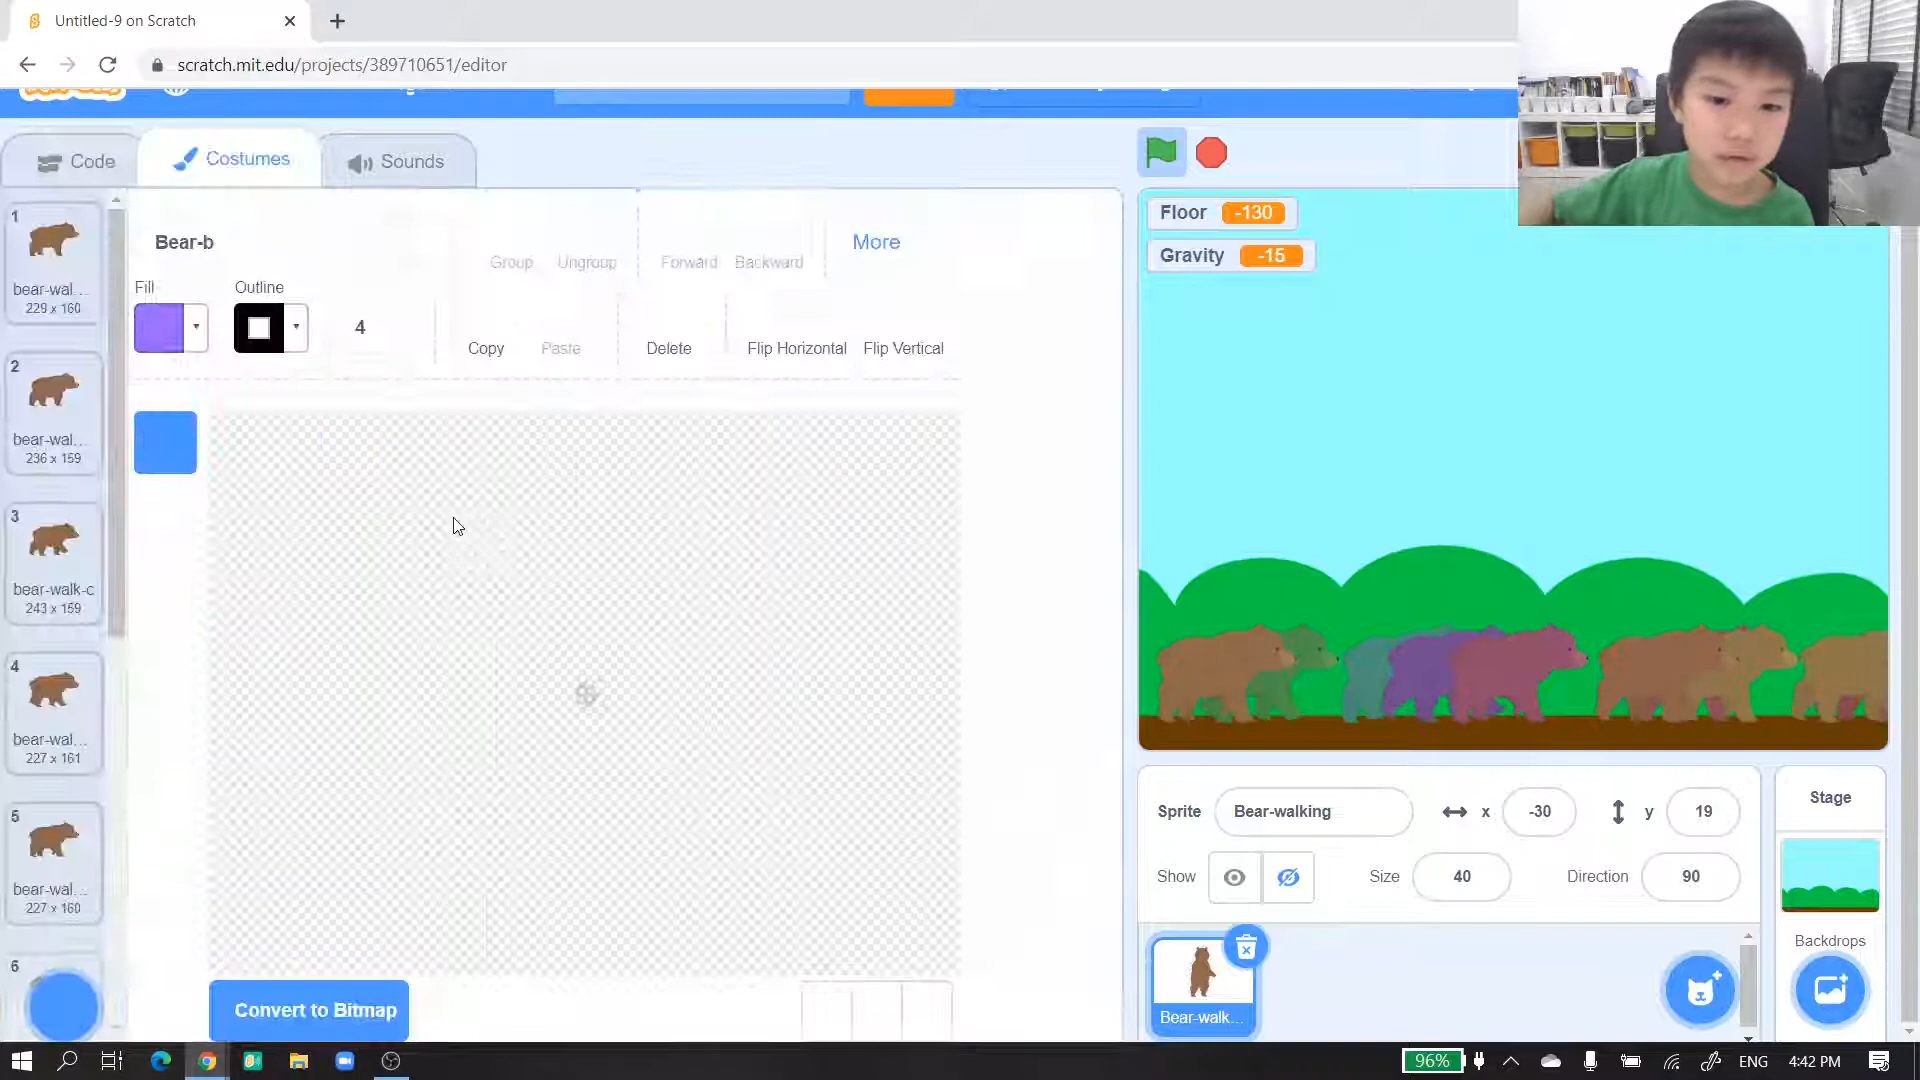 Untitled-9 on Scratch
scratch.mit.edu/projects/389710651/editor
Code
Costumes
Sounds
1
bear-wal...
229 x 160
2
bear-wal...
236 x 159
3
bear-walk-c
243 x 159
4
bear-wal...
227 x 161
5
bear-wal...
227 x 160
6
Bear-b
Group
Ungroup
Forward
Backward
More
Fill
Outline
4
Copy
Paste
Delete
Flip Horizontal
Flip Vertical
Convert to Bitmap
Floor -130
Gravity -15
Sprite Bear-walking x -30 y 19
Show Size 40 Direction 90
Bear-walk...
Stage
Backdrops
96%
ENG
4:42 PM